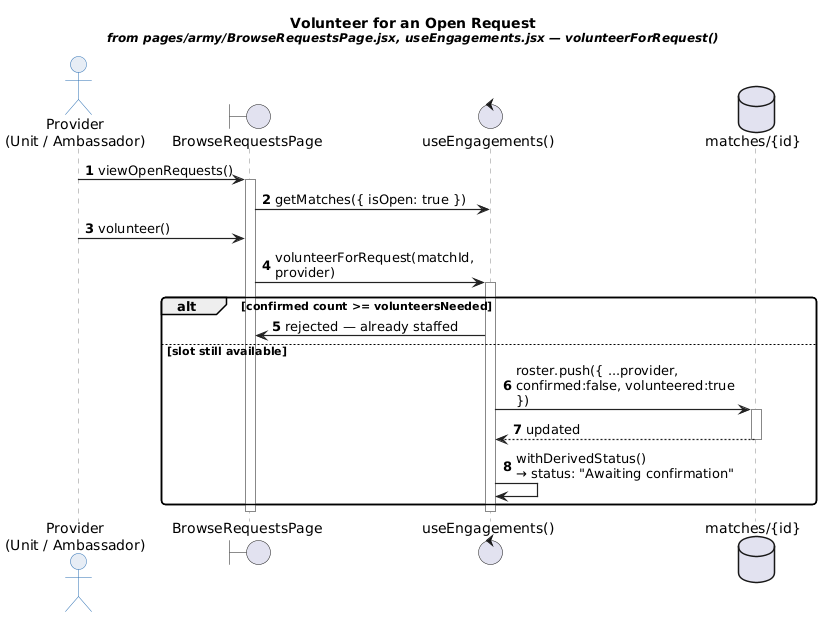 Volunteer for an Open Request
from pages/army/BrowseRequestsPage.jsx, useEngagements.jsx — volunteerForRequest()
Provider
(Unit / Ambassador)
BrowseRequestsPage
useEngagements()
matches/{id}
1 viewOpenRequests()
2 getMatches({ isOpen: true })
3 volunteer()
4 volunteerForRequest(matchId,
provider)
alt [confirmed count >= volunteersNeeded]
5 rejected — already staffed
[slot still available]
6 roster.push({ ...provider,
confirmed:false, volunteered:true
})
7 updated
8 withDerivedStatus()
→ status: "Awaiting confirmation"
Provider
(Unit / Ambassador)
BrowseRequestsPage
useEngagements()
matches/{id}